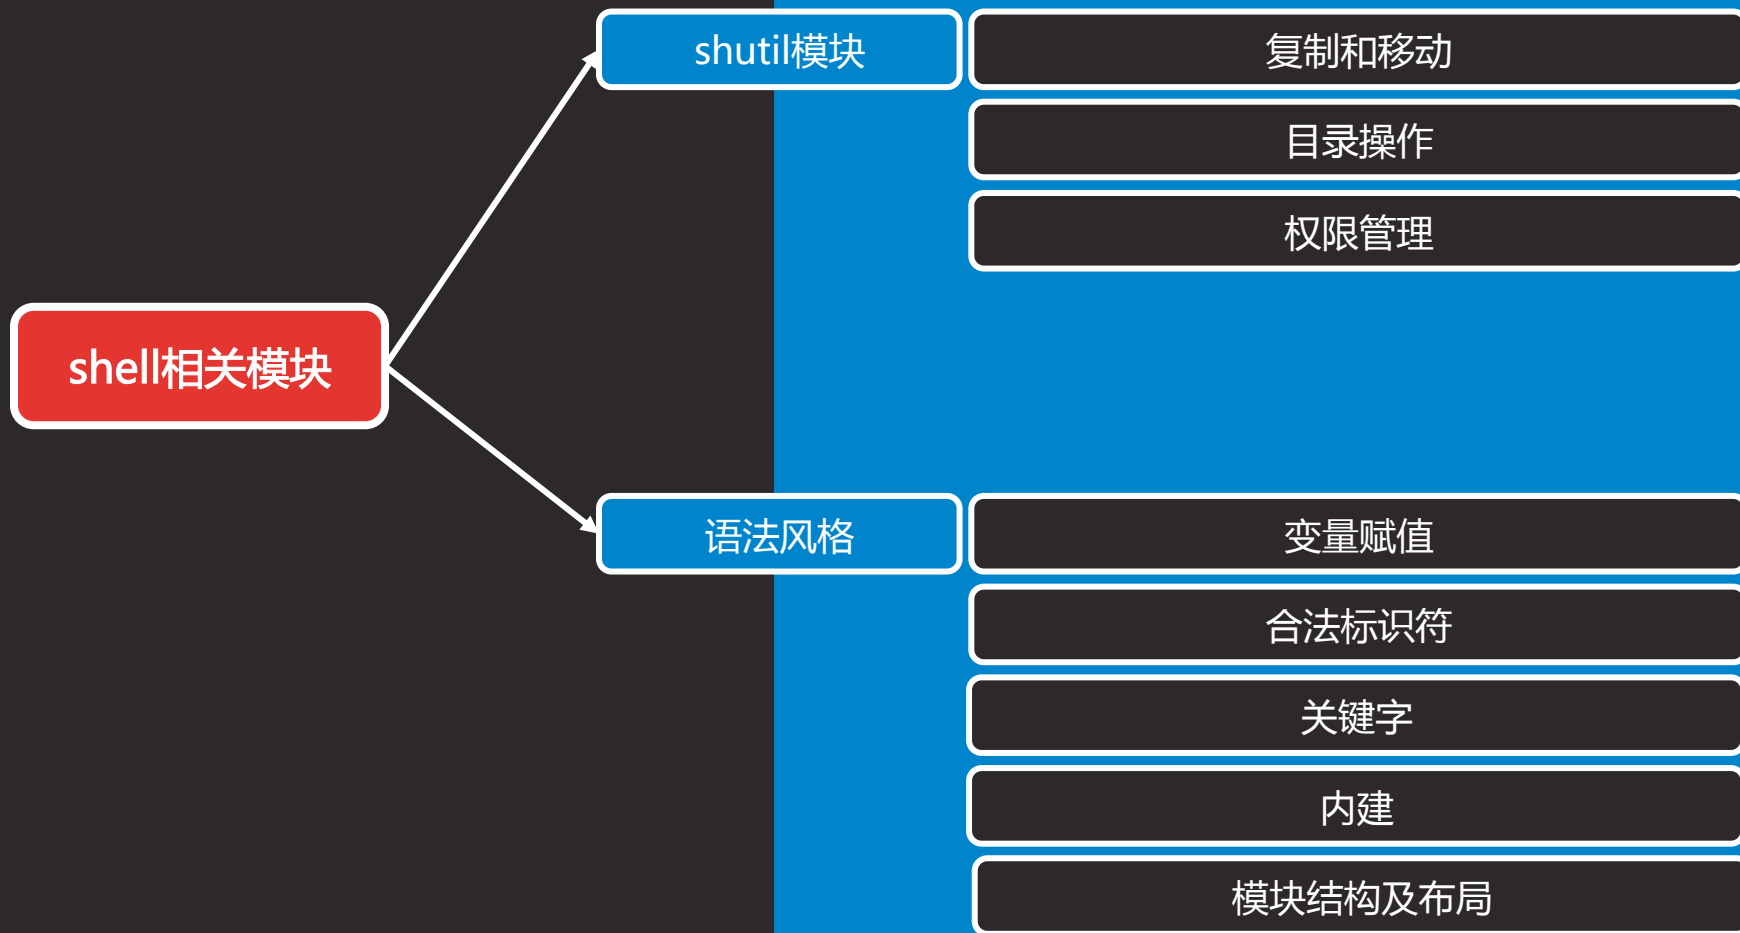 shell相关模块
shutil模块
复制和移动
目录操作
权限管理
语法风格
变量赋值
合法标识符
关键字
内建
模块结构及布局